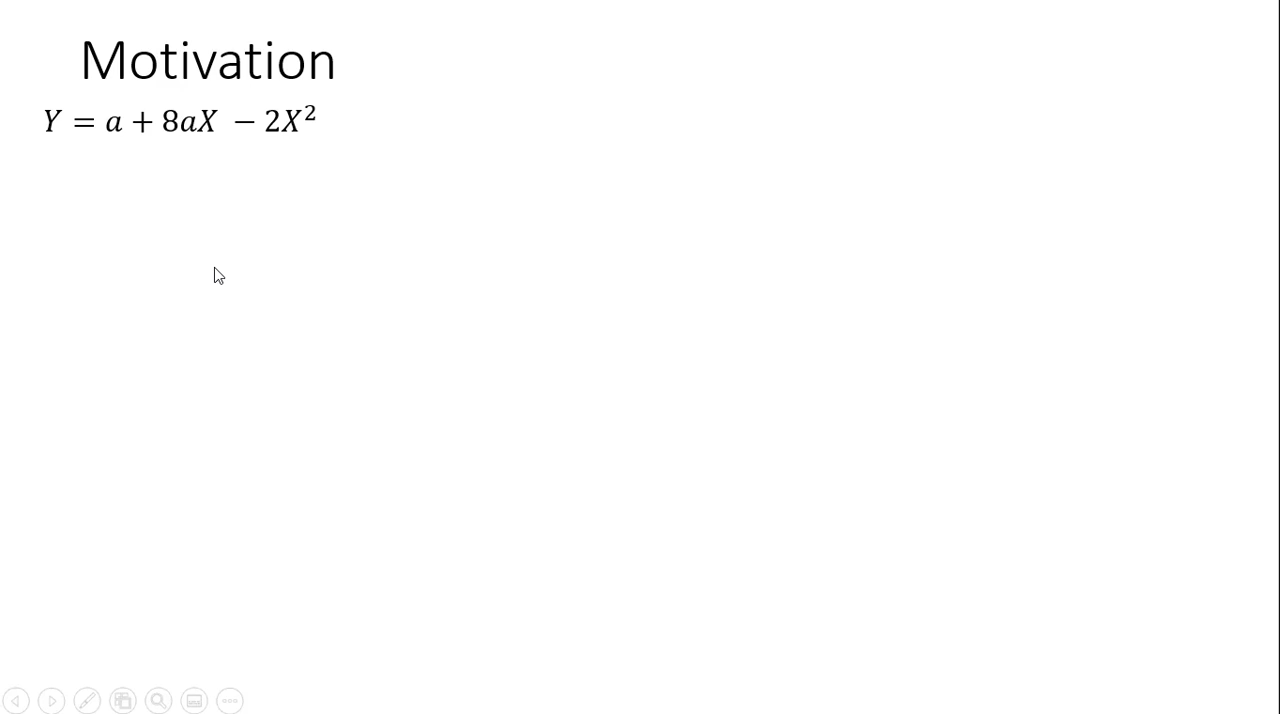 Motivation
Y = a + 8aX − 2X²